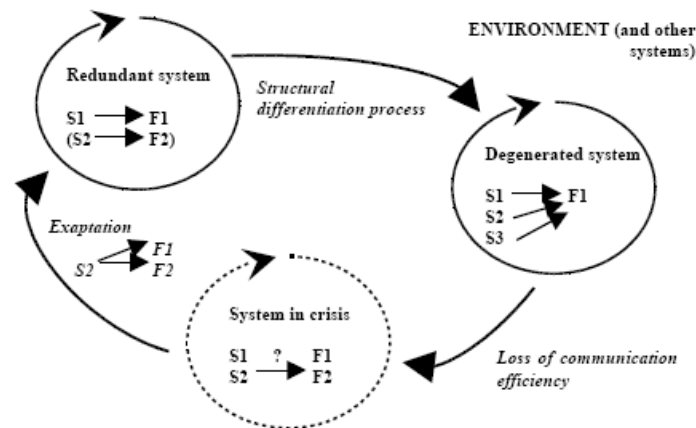 ENVIRONMENT (and other
systems)
Redundant system
S1 F1
(S2 F2)
Structural
differentiation process
Degenerated system
S1 F1
S2
S3
Exaptation
F1
S2 F2
System in crisis
S1 ? F1
S2 F2
Loss of communication
efficiency